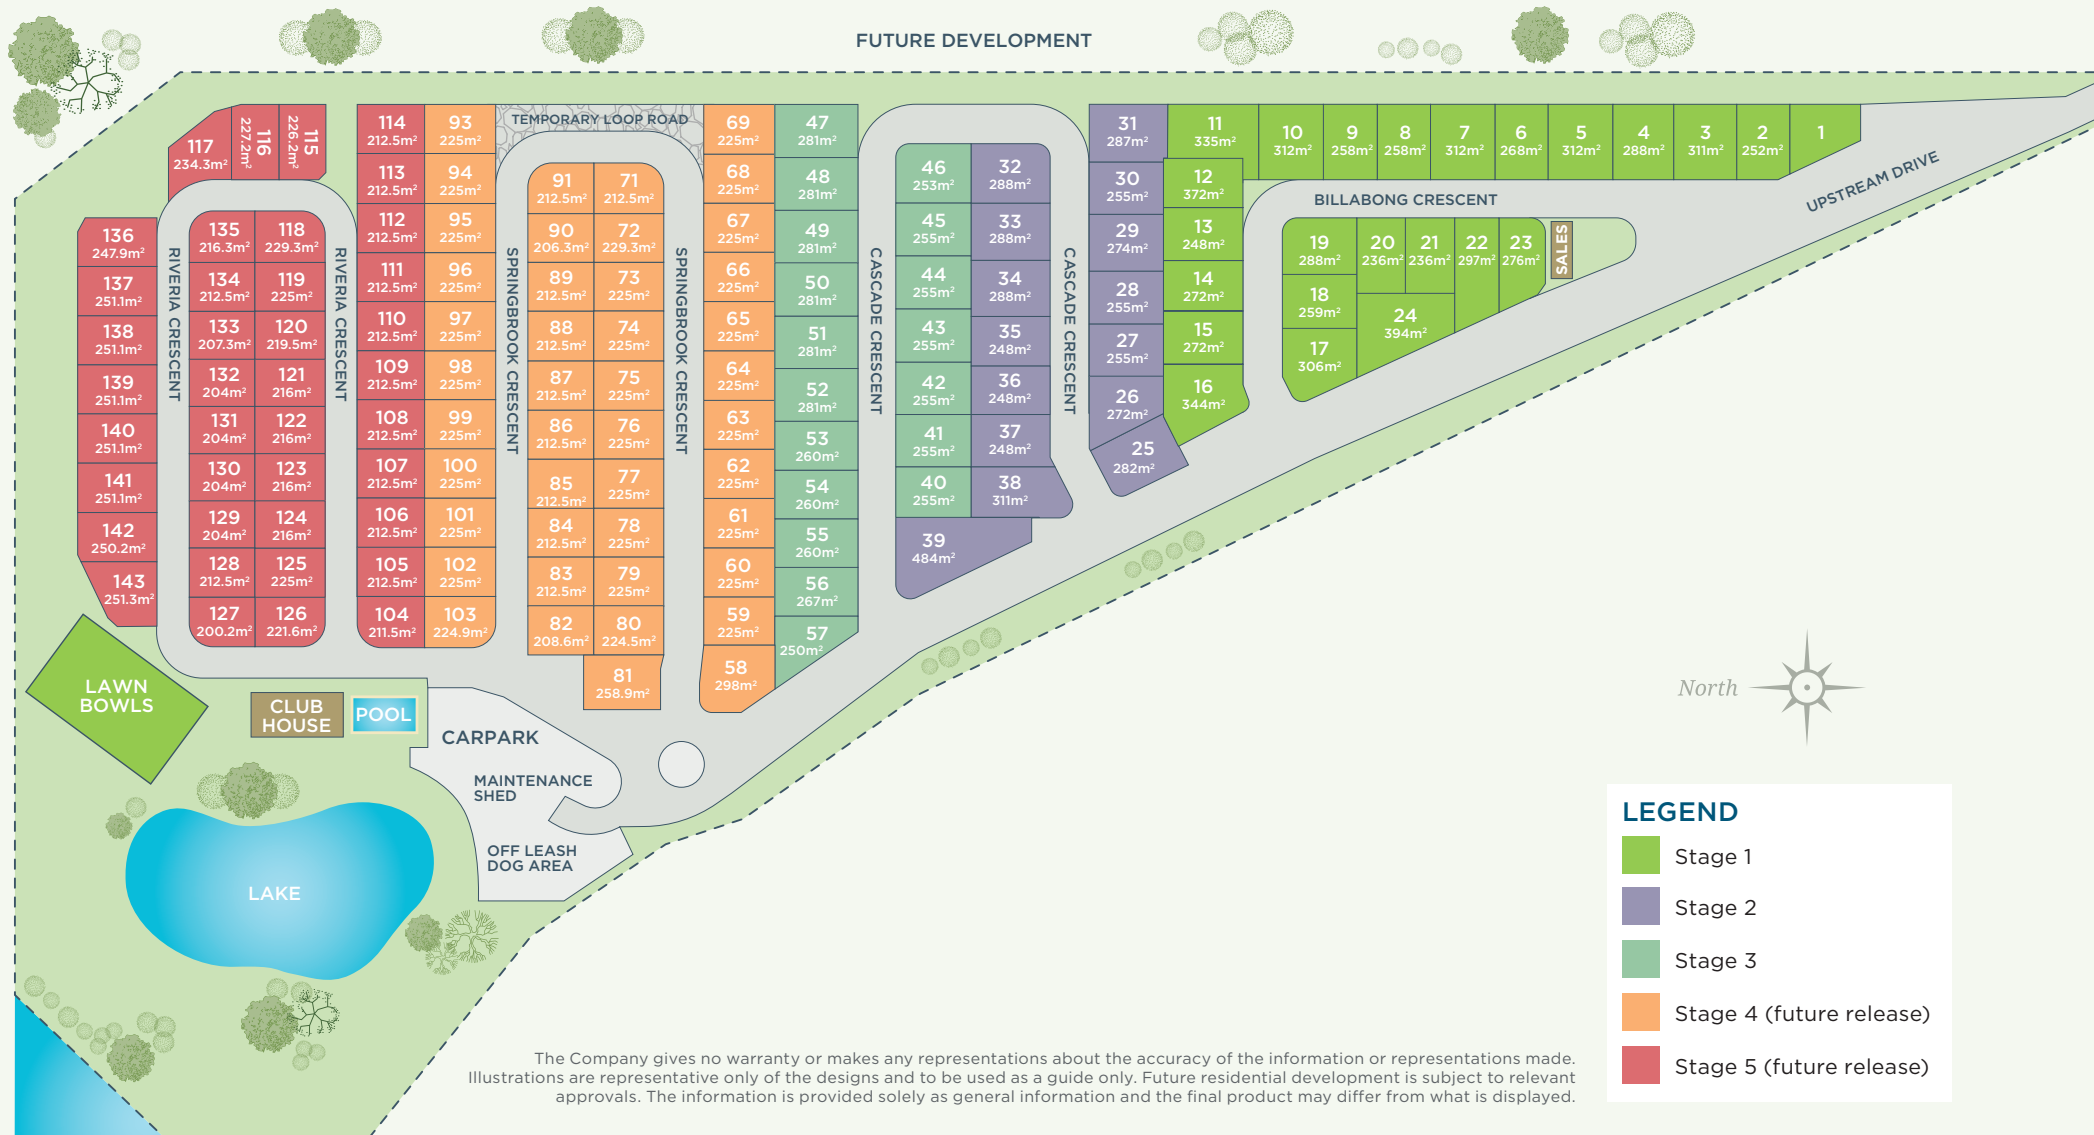 FUTURE DEVELOPMENT
TEMPORARY LOOP ROAD
BILLABONG CRESCENT
UPSTREAM DRIVE
SALES
1
2
252m²
3
311m²
4
288m²
5
312m²
6
268m²
7
312m²
8
258m²
9
258m²
10
312m²
11
335m²
12
372m²
13
248m²
14
272m²
15
272m²
16
344m²
17
306m²
18
259m²
19
288m²
20
236m²
21
236m²
22
297m²
23
276m²
24
394m²
25
282m²
26
272m²
27
255m²
28
255m²
29
274m²
30
255m²
31
287m²
CASCADE CRESCENT
32
288m²
33
288m²
34
288m²
35
248m²
36
248m²
37
248m²
38
311m²
39
484m²
40
255m²
41
255m²
42
255m²
43
255m²
44
255m²
45
255m²
46
253m²
CASCADE CRESCENT
47
281m²
48
281m²
49
281m²
50
281m²
51
281m²
52
281m²
53
260m²
54
260m²
55
260m²
56
267m²
57
250m²
58
298m²
59
225m²
60
225m²
61
225m²
62
225m²
63
225m²
64
225m²
65
225m²
66
225m²
67
225m²
68
225m²
69
225m²
SPRINGBROOK CRESCENT
71
212.5m²
72
229.3m²
73
225m²
74
225m²
75
225m²
76
225m²
77
225m²
78
225m²
79
225m²
80
224.5m²
81
258.9m²
82
208.6m²
83
212.5m²
84
212.5m²
85
212.5m²
86
212.5m²
87
212.5m²
88
212.5m²
89
212.5m²
90
206.3m²
91
212.5m²
SPRINGBROOK CRESCENT
93
225m²
94
225m²
95
225m²
96
225m²
97
225m²
98
225m²
99
225m²
100
225m²
101
225m²
102
225m²
103
224.9m²
104
211.5m²
105
212.5m²
106
212.5m²
107
212.5m²
108
212.5m²
109
212.5m²
110
212.5m²
111
212.5m²
112
212.5m²
113
212.5m²
114
212.5m²
115
226.2m²
116
227.2m²
117
234.3m²
RIVERIA CRESCENT
118
229.3m²
119
225m²
120
219.5m²
121
216m²
122
216m²
123
216m²
124
216m²
125
225m²
126
221.6m²
127
200.2m²
128
212.5m²
129
204m²
130
204m²
131
204m²
132
204m²
133
207.3m²
134
212.5m²
135
216.3m²
RIVERIA CRESCENT
136
247.9m²
137
251.1m²
138
251.1m²
139
251.1m²
140
251.1m²
141
251.1m²
142
250.2m²
143
251.3m²
LAWN
BOWLS
CLUB
HOUSE
POOL
CARPARK
MAINTENANCE
SHED
OFF LEASH
DOG AREA
LAKE
North
LEGEND
Stage 1
Stage 2
Stage 3
Stage 4 (future release)
Stage 5 (future release)
The Company gives no warranty or makes any representations about the accuracy of the information or representations made.
Illustrations are representative only of the designs and to be used as a guide only. Future residential development is subject to relevant
approvals. The information is provided solely as general information and the final product may differ from what is displayed.